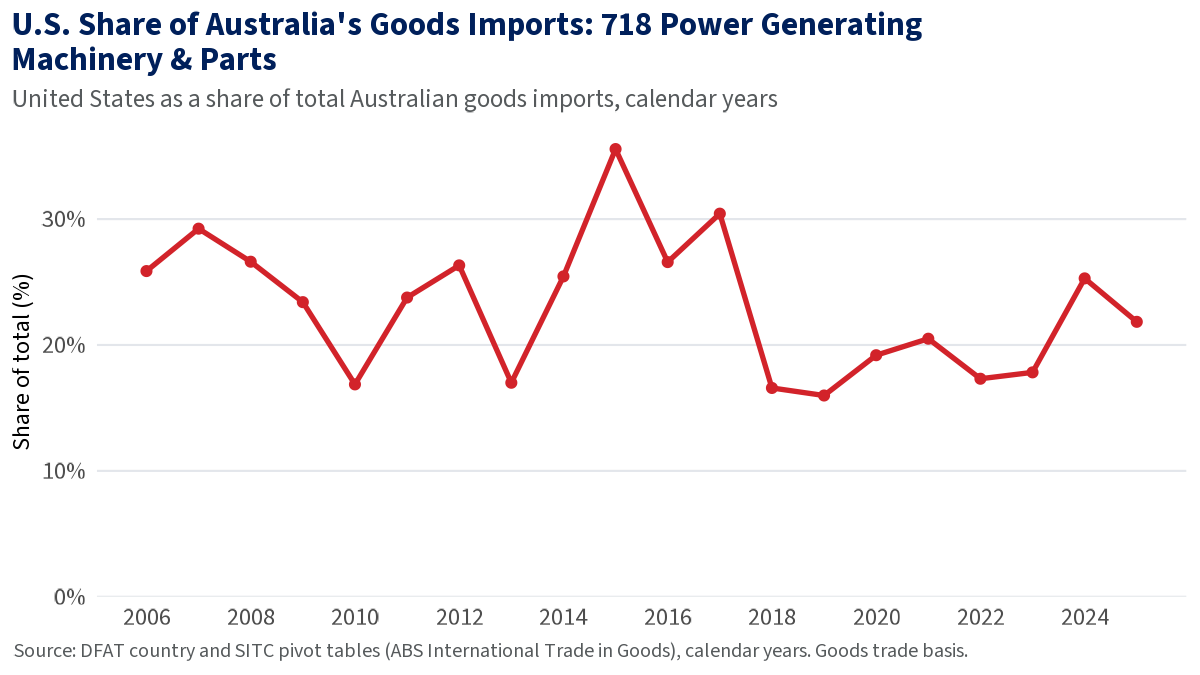 U.S. Share of Australia's Goods Imports: 718 Power Generating
Machinery & Parts
United States as a share of total Australian goods imports, calendar years
Share of total (%)
30%
20%
10%
0%
2006 2008 2010 2012 2014 2016 2018 2020 2022 2024
Source: DFAT country and SITC pivot tables (ABS International Trade in Goods), calendar years. Goods trade basis.